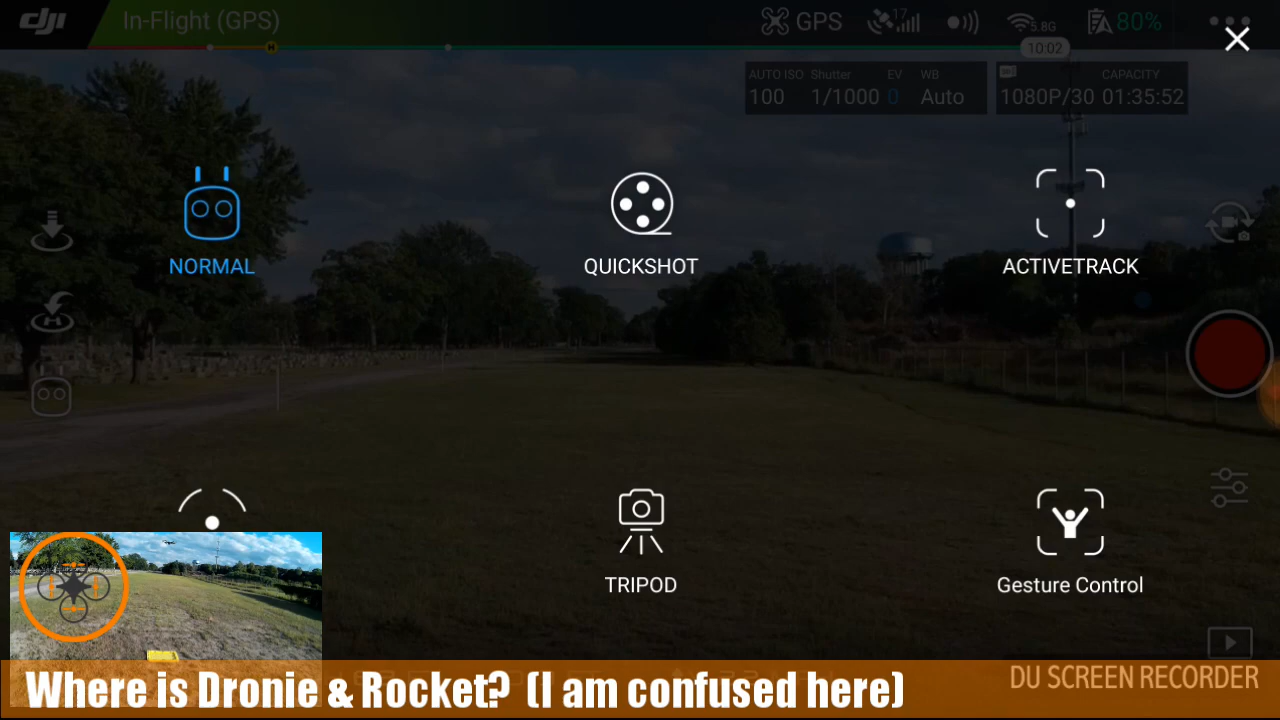 dji In-Flight (GPS) GPS 17 5.8G 80%
H 10:02
AUTO ISO Shutter EV WB CAPACITY
100 1/1000 0 Auto 1080P/30 01:35:52
NORMAL QUICKSHOT ACTIVETRACK
H
TRIPOD Gesture Control
Where is Dronie & Rocket? (I am confused here) DU SCREEN RECORDER